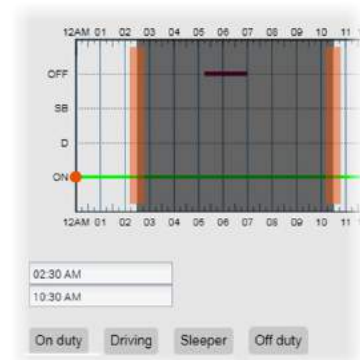 12AM 01 02 03 04 05 06 07 08 09 10 11
OFF
SB
D
ON
12AM 01 02 03 04 05 06 07 08 09 10 11
02:30 AM
10:30 AM
On duty Driving Sleeper Off duty